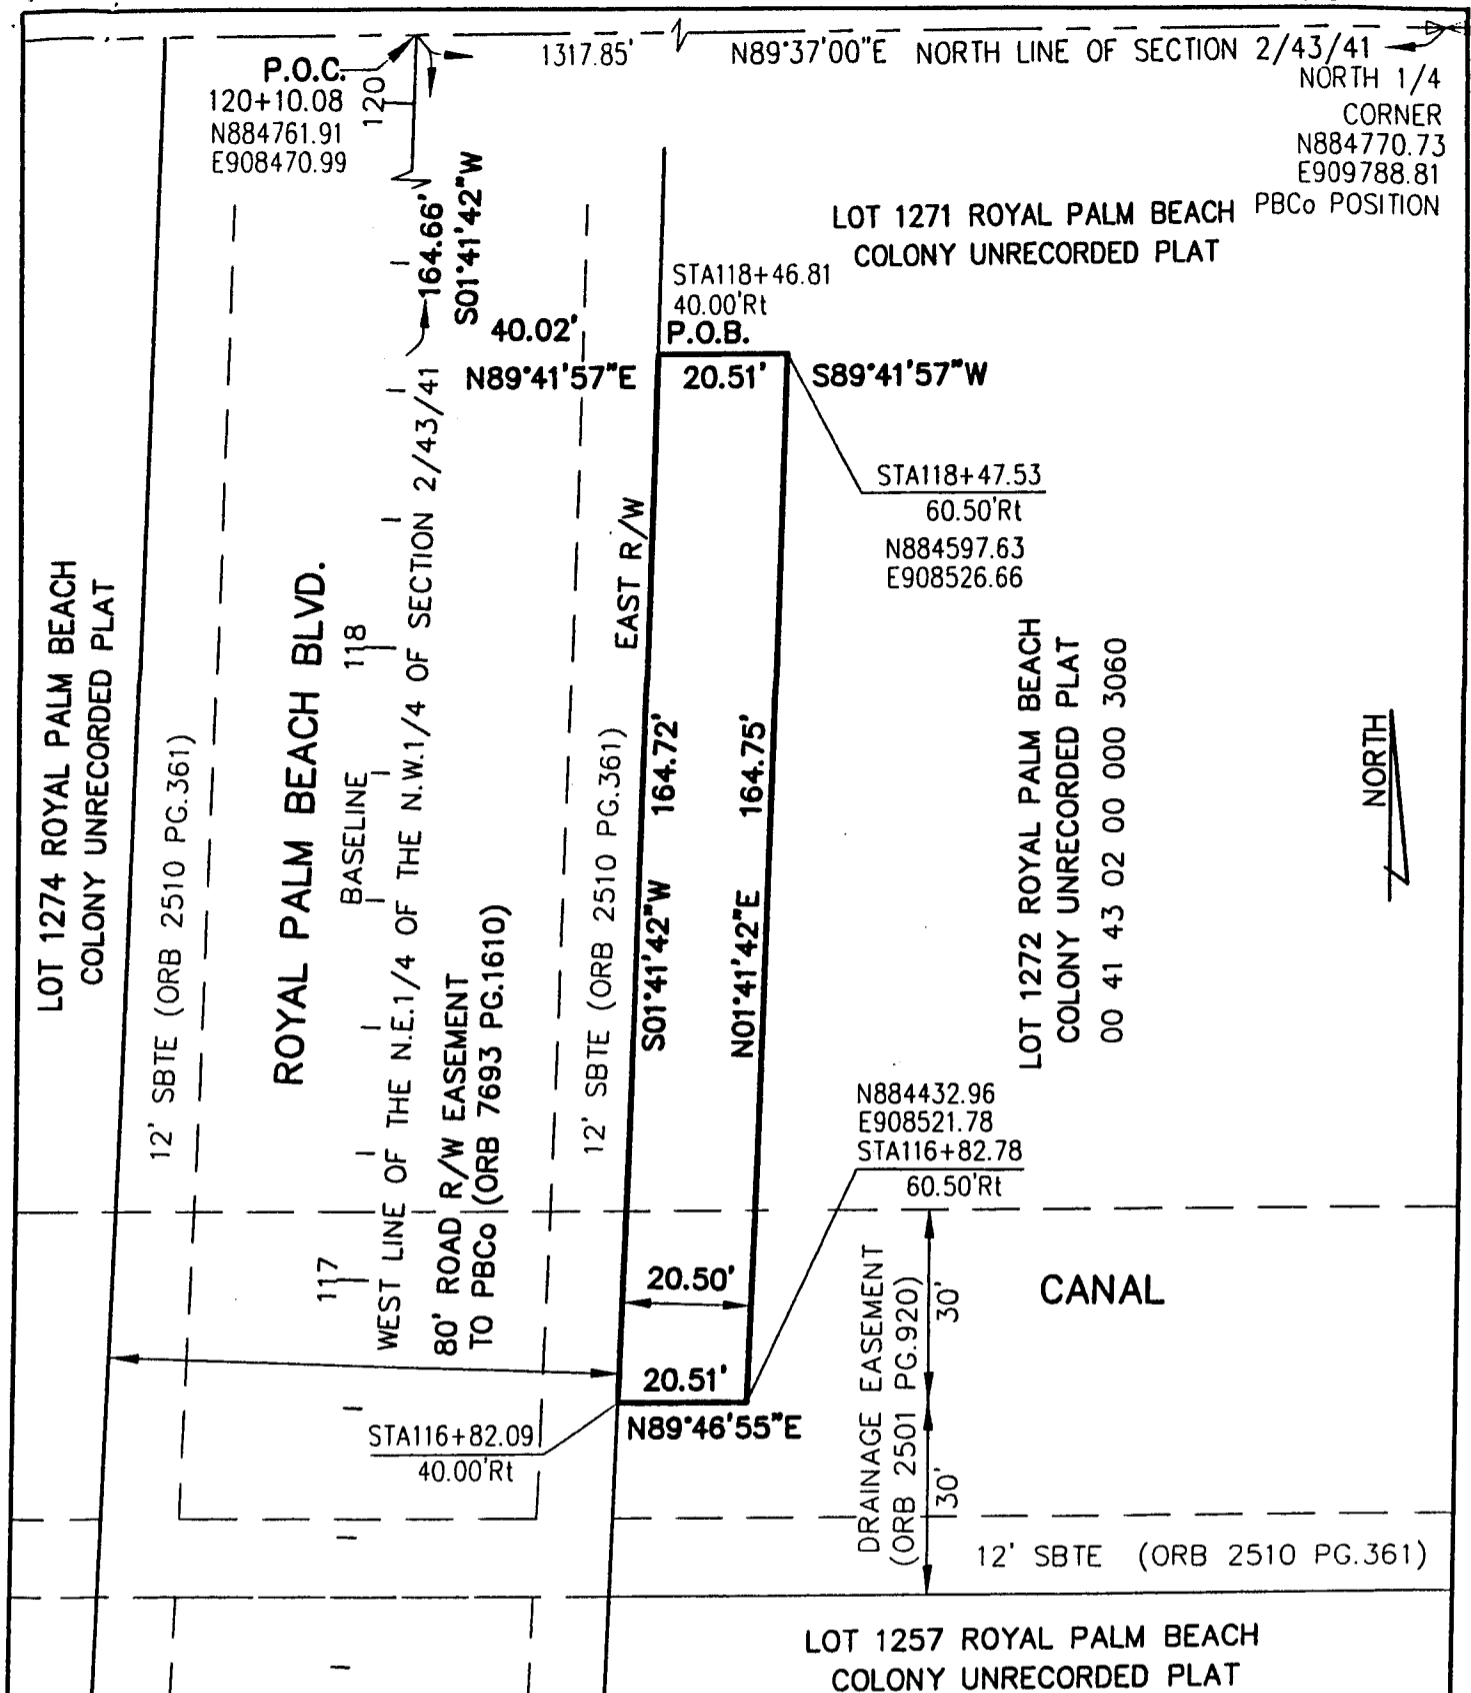 1317.85'
N89°37'00"E NORTH LINE OF SECTION 2/43/41
P.O.C.
120+10.08
N884761.91
E908470.99
120
NORTH 1/4
CORNER
N884770.73
E909788.81
PBCo POSITION
164.66'
S01°41'42"W
LOT 1271 ROYAL PALM BEACH
COLONY UNRECORDED PLAT
STA118+46.81
40.00'Rt
P.O.B.
40.02'
N89°41'57"E
20.51'
S89°41'57"W
STA118+47.53
60.50'Rt
N884597.63
E908526.66
LOT 1274 ROYAL PALM BEACH
COLONY UNRECORDED PLAT
12' SBTE (ORB 2510 PG.361)
ROYAL PALM BEACH BLVD.
118
BASELINE
117
WEST LINE OF THE N.E.1/4 OF THE N.W.1/4 OF SECTION 2/43/41
80' ROAD R/W EASEMENT
TO PBCo (ORB 7693 PG.1610)
12' SBTE (ORB 2510 PG.361)
EAST R/W
S01°41'42"W 164.72'
N01°41'42"E 164.75'
LOT 1272 ROYAL PALM BEACH
COLONY UNRECORDED PLAT
00 41 43 02 00 000 3060
NORTH
N884432.96
E908521.78
STA116+82.78
60.50'Rt
20.50'
20.51'
N89°46'55"E
STA116+82.09
40.00'Rt
DRAINAGE EASEMENT
(ORB 2501 PG.920)
30'
30'
CANAL
12' SBTE (ORB 2510 PG.361)
LOT 1257 ROYAL PALM BEACH
COLONY UNRECORDED PLAT